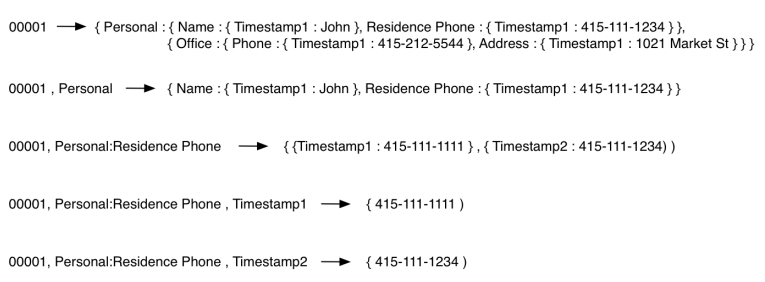 00001 → { Personal : { Name : { Timestamp1 : John }, Residence Phone : { Timestamp1 : 415-111-1234 } },
{ Office : { Phone : { Timestamp1 : 415-212-5544 }, Address : { Timestamp1 : 1021 Market St } } }
00001 , Personal → { Name : { Timestamp1 : John }, Residence Phone : { Timestamp1 : 415-111-1234 } }
00001, Personal:Residence Phone → { {Timestamp1 : 415-111-1111 } , { Timestamp2 : 415-111-1234) )
00001, Personal:Residence Phone , Timestamp1 → { 415-111-1111 )
00001, Personal:Residence Phone , Timestamp2 → { 415-111-1234 )